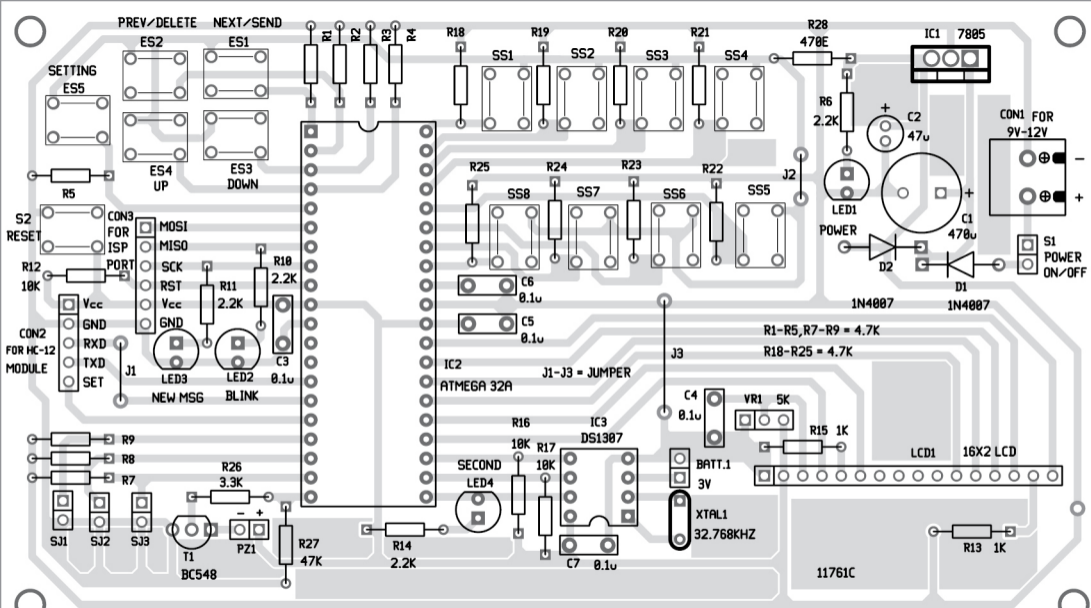 PREV/DELETE NEXT/SEND
ES2 ES1
R1
R2
R3
R4
R18 R19 R20 R21
R28
470E
IC1 7805
SS1 SS2 SS3 SS4
SETTING
ES5
R6
2.2K
+
C2
47u
CON1 FOR
9V-12V
-
+
ES4
UP
ES3
DOWN
R5
R25 R24 R23 R22
J2
LED1
POWER
+
C1
470u
SS8 SS7 SS6 SS5
S2
RESET
CON3
FOR
ISP
PORT
MOSI
MISO
SCK
RST
Vcc
GND
S1
POWER
ON/OFF
D2 D1
1N4007 1N4007
R12
10K
R10
2.2K
R11
2.2K
C6
0.1u
C5
0.1u
Vcc
GND
RXD
TXD
SET
CON2
FOR HC-12
MODULE
J1
LED3
NEW MSG
LED2
BLINK
C3
0.1u
IC2
ATMEGA 32A
J1-J3 = JUMPER
J3
R1-R5,R7-R9 = 4.7K
R18-R25 = 4.7K
C4
0.1u
VR1 5K
R15 1K
R9
R8
R7
R16
10K
R17
10K
IC3
DS1307
LCD1 16X2 LCD
BATT.1
3V
SECOND
LED4
R26
3.3K
XTAL1
32.768KHZ
SJ1 SJ2 SJ3
T1
BC548
- +
PZ1
R27
47K
R14
2.2K
C7 0.1u
R13 1K
11761C